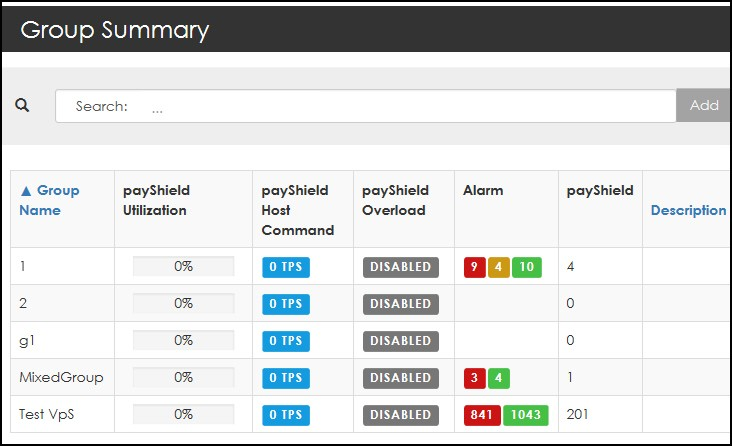 Group Summary
Search: ...
Add
▲ Group Name
payShield Utilization
payShield Host Command
payShield Overload
Alarm
payShield
Description
1 0% 0 TPS DISABLED 9 4 10 4
2 0% 0 TPS DISABLED 0
g1 0% 0 TPS DISABLED 0
MixedGroup 0% 0 TPS DISABLED 3 4 1
Test VpS 0% 0 TPS DISABLED 841 1043 201